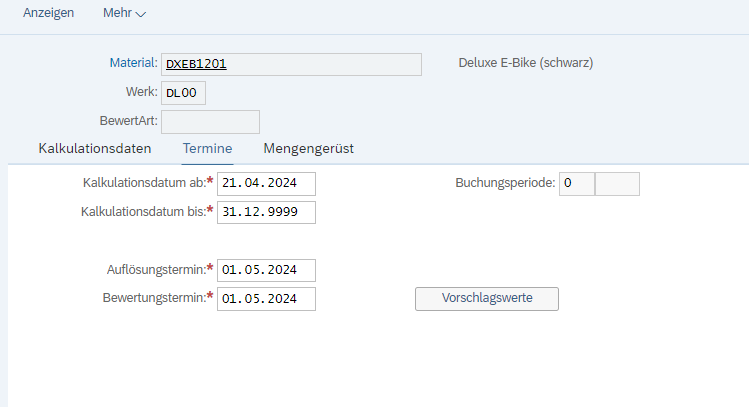 Anzeigen Mehr
Material: DXEB1201 Deluxe E-Bike (schwarz)
Werk: DL00
BewertArt:
Kalkulationsdaten Termine Mengengerüst
Kalkulationsdatum ab:* 21.04.2024 Buchungsperiode: 0
Kalkulationsdatum bis:* 31.12.9999
Auflösungstermin:* 01.05.2024
Bewertungstermin:* 01.05.2024 Vorschlagswerte